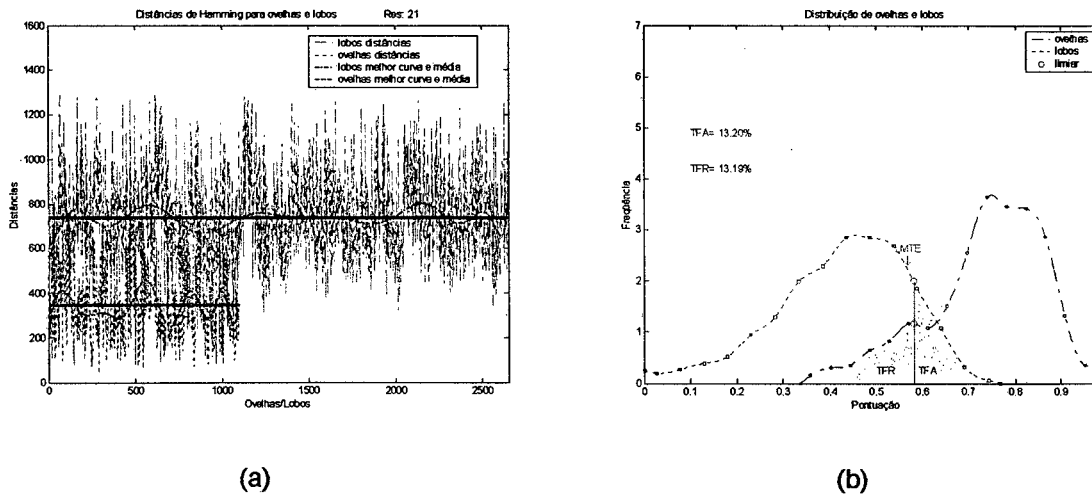 Distâncias de Hamming para ovelhas e lobos Res: 21
lobos distâncias
ovelhas distâncias
lobos melhor curva e média
ovelhas melhor curva e média
1600
1400
1200
1000
800
600
400
200
0
Distâncias
0 500 1000 1500 2000 2500
Ovelhas/Lobos
(a)
Distribuição de ovelhas e lobos
ovelhas
lobos
limiar
7
6
5
4
3
2
1
0
Freqüência
TFA= 13.20%
TFR= 13.19%
MTE
TFR TFA
0 0.1 0.2 0.3 0.4 0.5 0.6 0.7 0.8 0.9
Pontuação
(b)